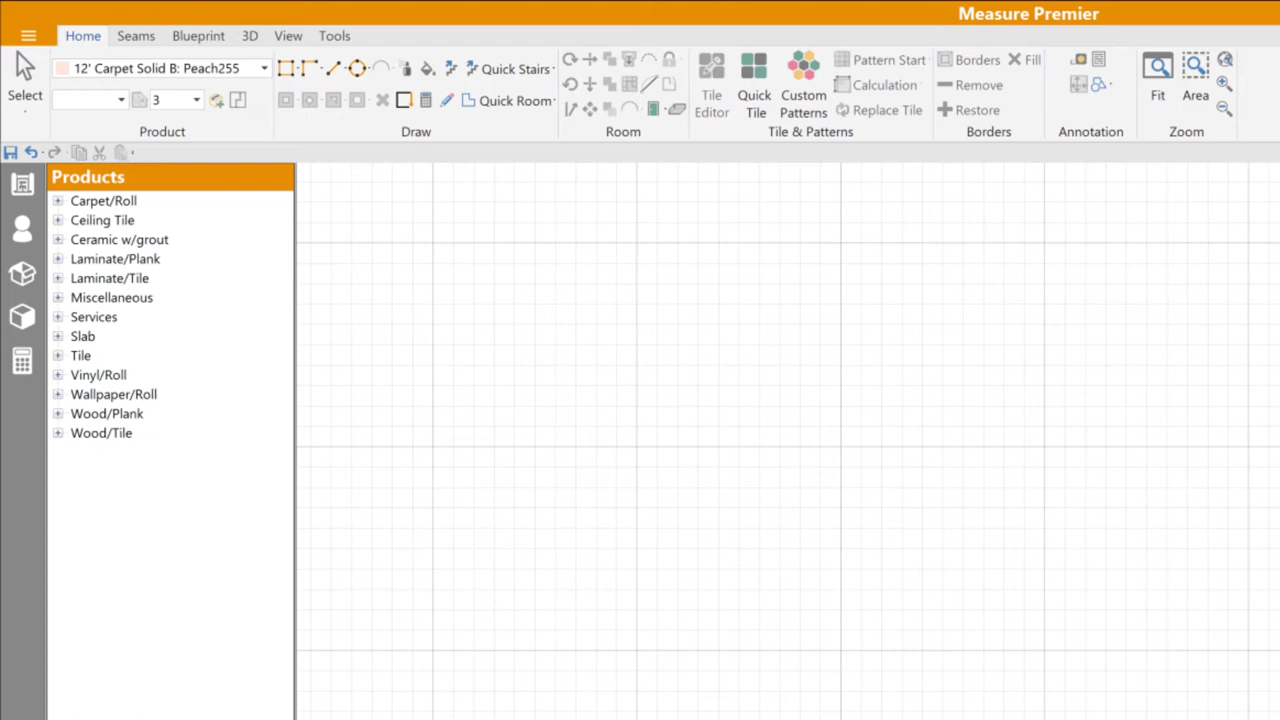 Measure Premier
Home Seams Blueprint 3D View Tools
12' Carpet Solid B: Peach255
Select
3
Product
Quick Stairs
Quick Room
Draw
Room
Tile Editor
Quick Tile
Custom Patterns
Pattern Start
Calculation
Replace Tile
Tile & Patterns
Borders Fill
Remove
Restore
Borders
Annotation
Fit
Area
Zoom
Products
Carpet/Roll
Ceiling Tile
Ceramic w/grout
Laminate/Plank
Laminate/Tile
Miscellaneous
Services
Slab
Tile
Vinyl/Roll
Wallpaper/Roll
Wood/Plank
Wood/Tile